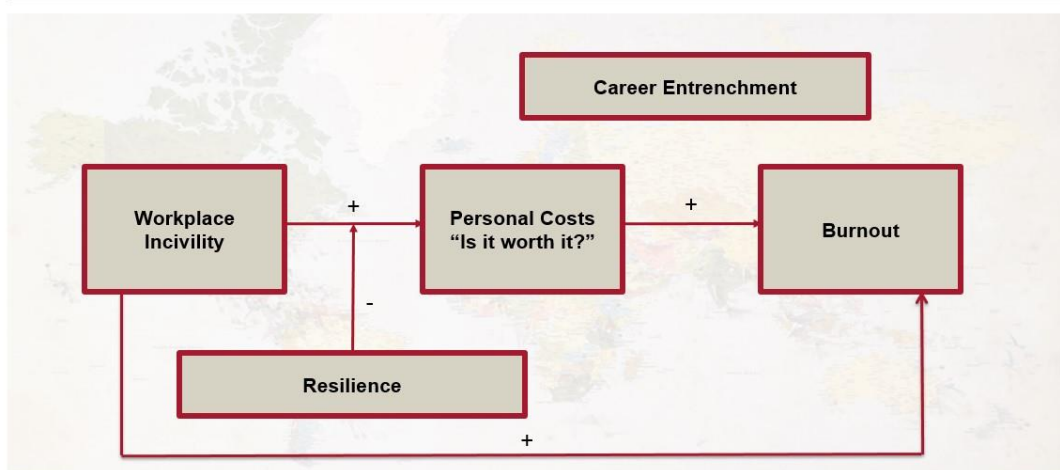 Career Entrenchment
Workplace
Incivility
+
Personal Costs
“Is it worth it?”
+
Burnout
-
Resilience
+